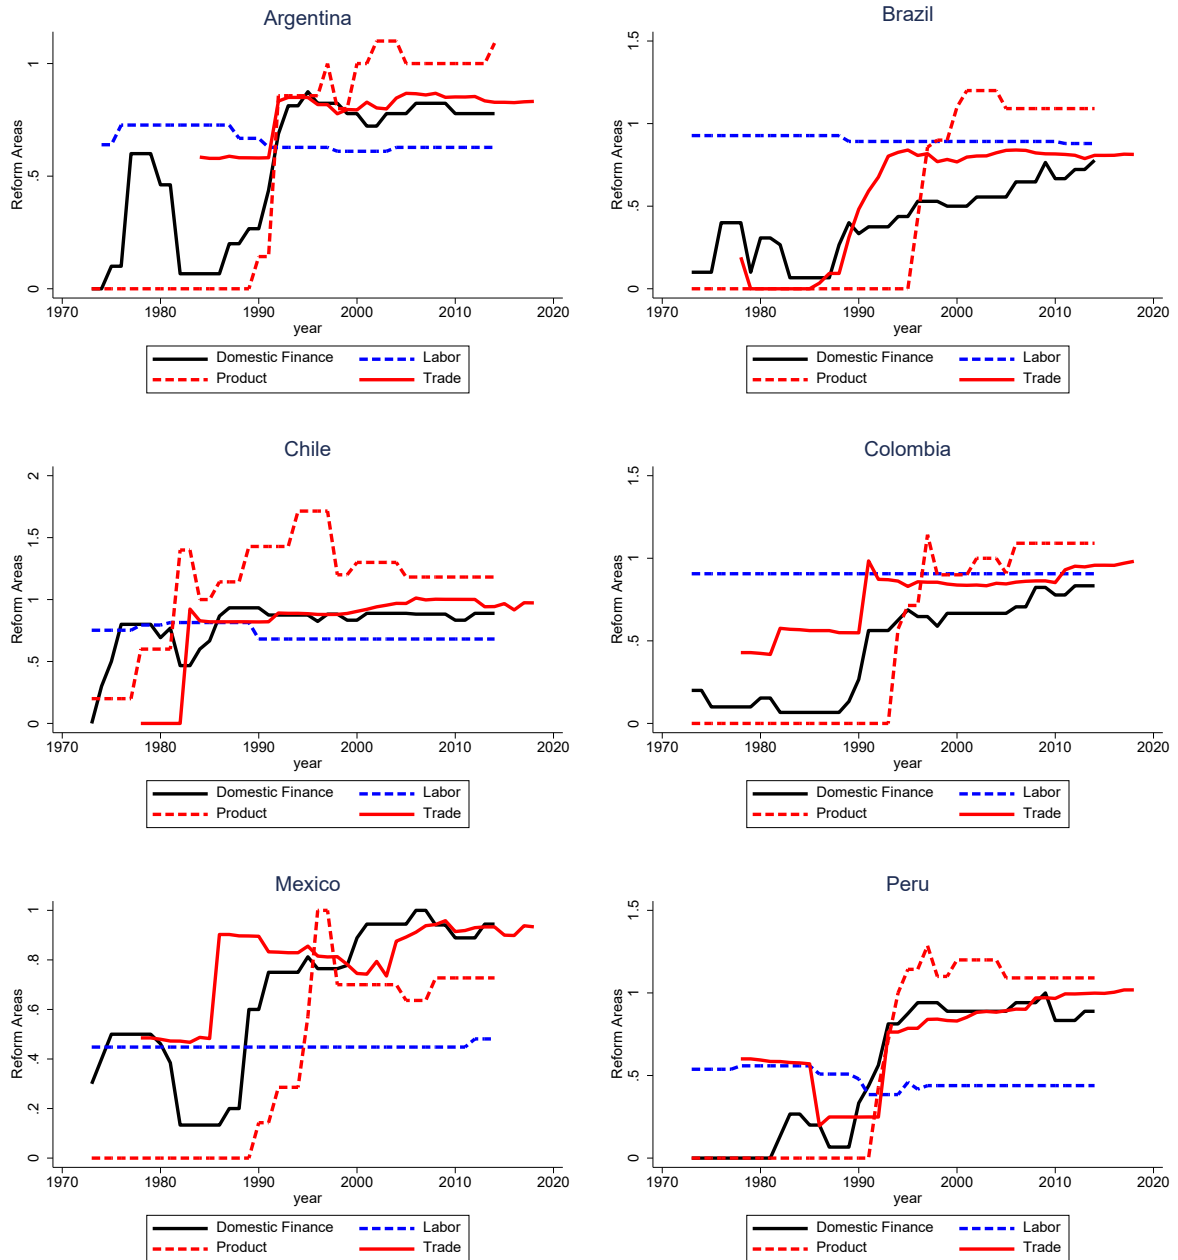 Argentina
Reform Areas
1
.5
0
1970 1980 1990 2000 2010 2020
year
Domestic Finance Labor
Product Trade
Brazil
Reform Areas
1.5
1
.5
0
1970 1980 1990 2000 2010 2020
year
Domestic Finance Labor
Product Trade
Chile
Reform Areas
2
1.5
1
.5
0
1970 1980 1990 2000 2010 2020
year
Domestic Finance Labor
Product Trade
Colombia
Reform Areas
1.5
1
.5
0
1970 1980 1990 2000 2010 2020
year
Domestic Finance Labor
Product Trade
Mexico
Reform Areas
1
.8
.6
.4
.2
0
1970 1980 1990 2000 2010 2020
year
Domestic Finance Labor
Product Trade
Peru
Reform Areas
1.5
1
.5
0
1970 1980 1990 2000 2010 2020
year
Domestic Finance Labor
Product Trade